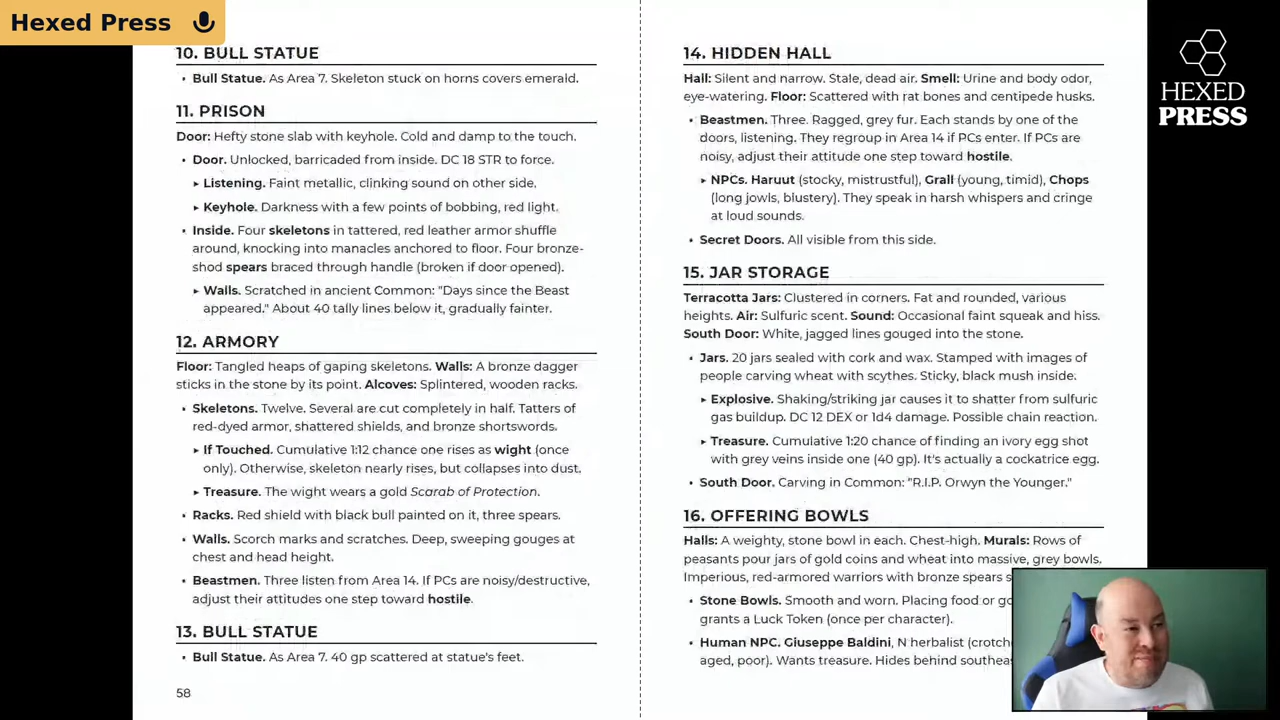 Hexed Press
10. BULL STATUE
• Bull Statue. As Area 7. Skeleton stuck on horns covers emerald.
11. PRISON
Door: Hefty stone slab with keyhole. Cold and damp to the touch.
• Door. Unlocked, barricaded from inside. DC 18 STR to force.
▸ Listening. Faint metallic, clinking sound on other side.
▸ Keyhole. Darkness with a few points of bobbing, red light.
• Inside. Four skeletons in tattered, red leather armor shuffle
around, knocking into manacles anchored to floor. Four bronze-
shod spears braced through handle (broken if door opened).
▸ Walls. Scratched in ancient Common: "Days since the Beast
appeared." About 40 tally lines below it, gradually fainter.
12. ARMORY
Floor: Tangled heaps of gaping skeletons. Walls: A bronze dagger
sticks in the stone by its point. Alcoves: Splintered, wooden racks.
• Skeletons. Twelve. Several are cut completely in half. Tatters of
red-dyed armor, shattered shields, and bronze shortswords.
▸ If Touched. Cumulative 1:12 chance one rises as wight (once
only). Otherwise, skeleton nearly rises, but collapses into dust.
▸ Treasure. The wight wears a gold Scarab of Protection.
• Racks. Red shield with black bull painted on it, three spears.
• Walls. Scorch marks and scratches. Deep, sweeping gouges at
chest and head height.
• Beastmen. Three listen from Area 14. If PCs are noisy/destructive,
adjust their attitudes one step toward hostile.
13. BULL STATUE
• Bull Statue. As Area 7. 40 gp scattered at statue's feet.
58
14. HIDDEN HALL
Hall: Silent and narrow. Stale, dead air. Smell: Urine and body odor,
eye-watering. Floor: Scattered with rat bones and centipede husks.
• Beastmen. Three. Ragged, grey fur. Each stands by one of the
doors, listening. They regroup in Area 14 if PCs enter. If PCs are
noisy, adjust their attitude one step toward hostile.
▸ NPCs. Haruut (stocky, mistrustful), Grall (young, timid), Chops
(long jowls, blustery). They speak in harsh whispers and cringe
at loud sounds.
• Secret Doors. All visible from this side.
15. JAR STORAGE
Terracotta Jars: Clustered in corners. Fat and rounded, various
heights. Air: Sulfuric scent. Sound: Occasional faint squeak and hiss.
South Door: White, jagged lines gouged into the stone.
• Jars. 20 jars sealed with cork and wax. Stamped with images of
people carving wheat with scythes. Sticky, black mush inside.
▸ Explosive. Shaking/striking jar causes it to shatter from sulfuric
gas buildup. DC 12 DEX or 1d4 damage. Possible chain reaction.
▸ Treasure. Cumulative 1:20 chance of finding an ivory egg shot
with grey veins inside one (40 gp). It's actually a cockatrice egg.
• South Door. Carving in Common: "R.I.P. Orwyn the Younger."
16. OFFERING BOWLS
Halls: A weighty, stone bowl in each. Chest-high. Murals: Rows of
peasants pour jars of gold coins and wheat into massive, grey bowls.
Imperious, red-armored warriors with bronze spears
• Stone Bowls. Smooth and worn. Placing food or
grants a Luck Token (once per character).
• Human NPC. Giuseppe Baldini, N herbalist
aged, poor). Wants treasure. Hides behind
HEXED
PRESS